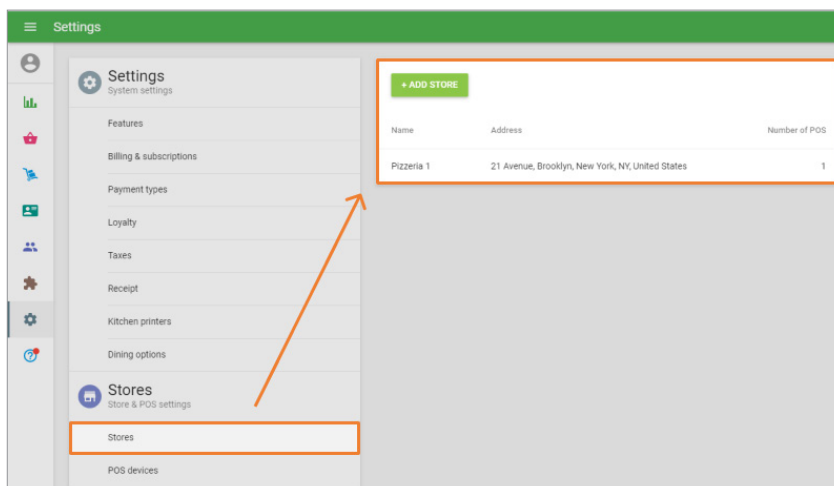 Settings
Settings
System settings
Features
Billing & subscriptions
Payment types
Loyalty
Taxes
Receipt
Kitchen printers
Dining options
Stores
Store & POS settings
Stores
POS devices
+ ADD STORE
Name Address Number of POS
Pizzeria 1 21 Avenue, Brooklyn, New York, NY, United States 1